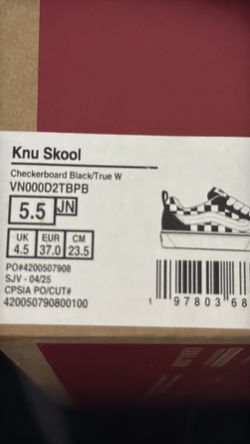 Knu Skool
Checkerboard Black/True W
VN000D2TBPB
5.5 JN
UK EUR CM
4.5 37.0 23.5
PO#4200507908
SJV - 04/25
CPSIA PO/CUT#
420050790800100
1 97803 68